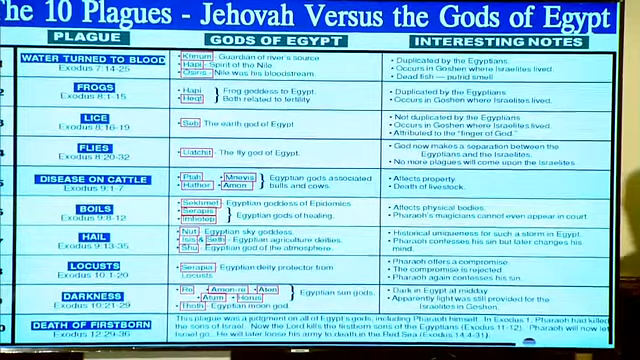 The 10 Plagues - Jehovah Versus the Gods of Egypt
PLAGUE GODS OF EGYPT INTERESTING NOTES
WATER TURNED TO BLOOD
Exodus 7:14-25
• Khnum - Guardian of river's source
• Hapi - Spirit of the Nile
• Osiris - Nile was his bloodstream.
• Duplicated by the Egyptians.
• Occurs in Goshen where Israelites lived.
• Dead fish — putrid smell
2
FROGS
Exodus 8:1-15
• Hapi } Frog goddess to Egypt.
• Heqt } Both related to fertility
• Duplicated by the Egyptians
• Occurs in Goshen where Israelites lived.
3
LICE
Exodus 8:16-19
• Seb The earth god of Egypt
• Not duplicated by the Egyptians
• Occurs in Goshen where Israelites lived.
• Attributed to the "finger of God."
4
FLIES
Exodus 8:20-32
• Uatchit - The fly god of Egypt.
• God now makes a separation between the
Egyptians and the Israelites.
• No more plagues will come upon the Israelites.
5
DISEASE ON CATTLE
Exodus 9:1-7
• Ptah • Mnevis } Egyptian gods associated
• Hathor • Amon } bulls and cows.
• Affects property
• Death of livestock.
6
BOILS
Exodus 9:8-12
• Sekhmet - Egyptian goddess of Epidemics
• Serapis } Egyptian gods of healing.
• Imhotep
• Affects physical bodies.
• Pharaoh's magicians cannot even appear in court.
7
HAIL
Exodus 9:13-35
• Nut - Egyptian sky goddess.
• Isis & Seth - Egyptian agriculture deities.
• Shu - Egyptian god of the atmosphere.
• Historical uniqueness for such a storm in Egypt.
• Pharaoh confesses his sin but later changes his
mind.
8
LOCUSTS
Exodus 10:1-20
• Serapia - Egyptian deity protector from
Locusts
• Pharaoh offers a compromise.
• The compromise is rejected
• Pharaoh again confesses his sin.
9
DARKNESS
Exodus 10:21-29
• Re • Amon-re • Aten } Egyptian sun gods.
• Atum • Horus
• Thoth - Egyptian moon god.
• Dark in Egypt at midday
• Apparently light was still provided for the
Israelites in Goshen.
DEATH OF FIRSTBORN
Exodus 12:29-36
This plague was a judgment on all of Egypt's gods, including Pharaoh himself. In Exodus 1, Pharaoh had killed
the sons of Israel. Now the Lord kills the firstborn sons of the Egyptians (Exodus 11-12). Pharaoh will now let
Israel go. He will later loose his army to death in the Red Sea (Exodus 14:4-31).